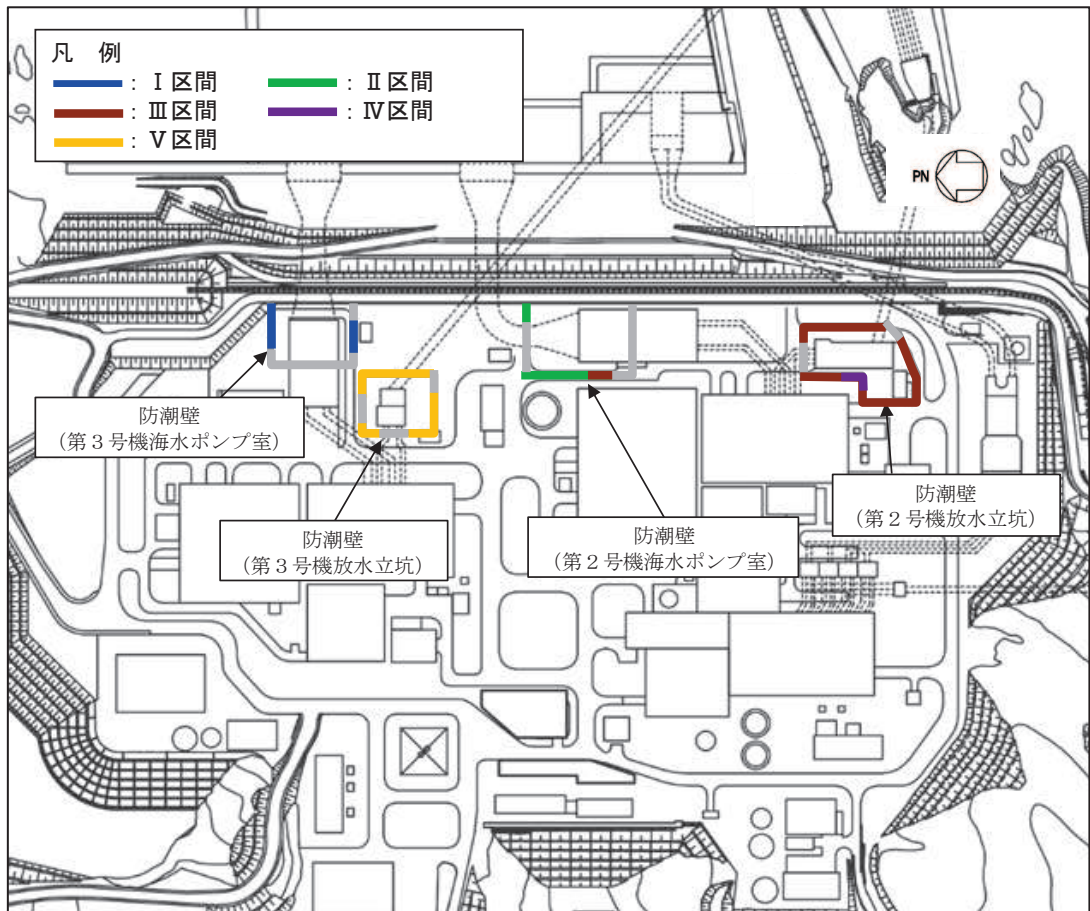 凡 例
: Ⅰ区間
: Ⅱ区間
: Ⅲ区間
: Ⅳ区間
: Ⅴ区間
PN
防潮壁
(第3号機海水ポンプ室)
防潮壁
(第3号機放水立坑)
防潮壁
(第2号機海水ポンプ室)
防潮壁
(第2号機放水立坑)